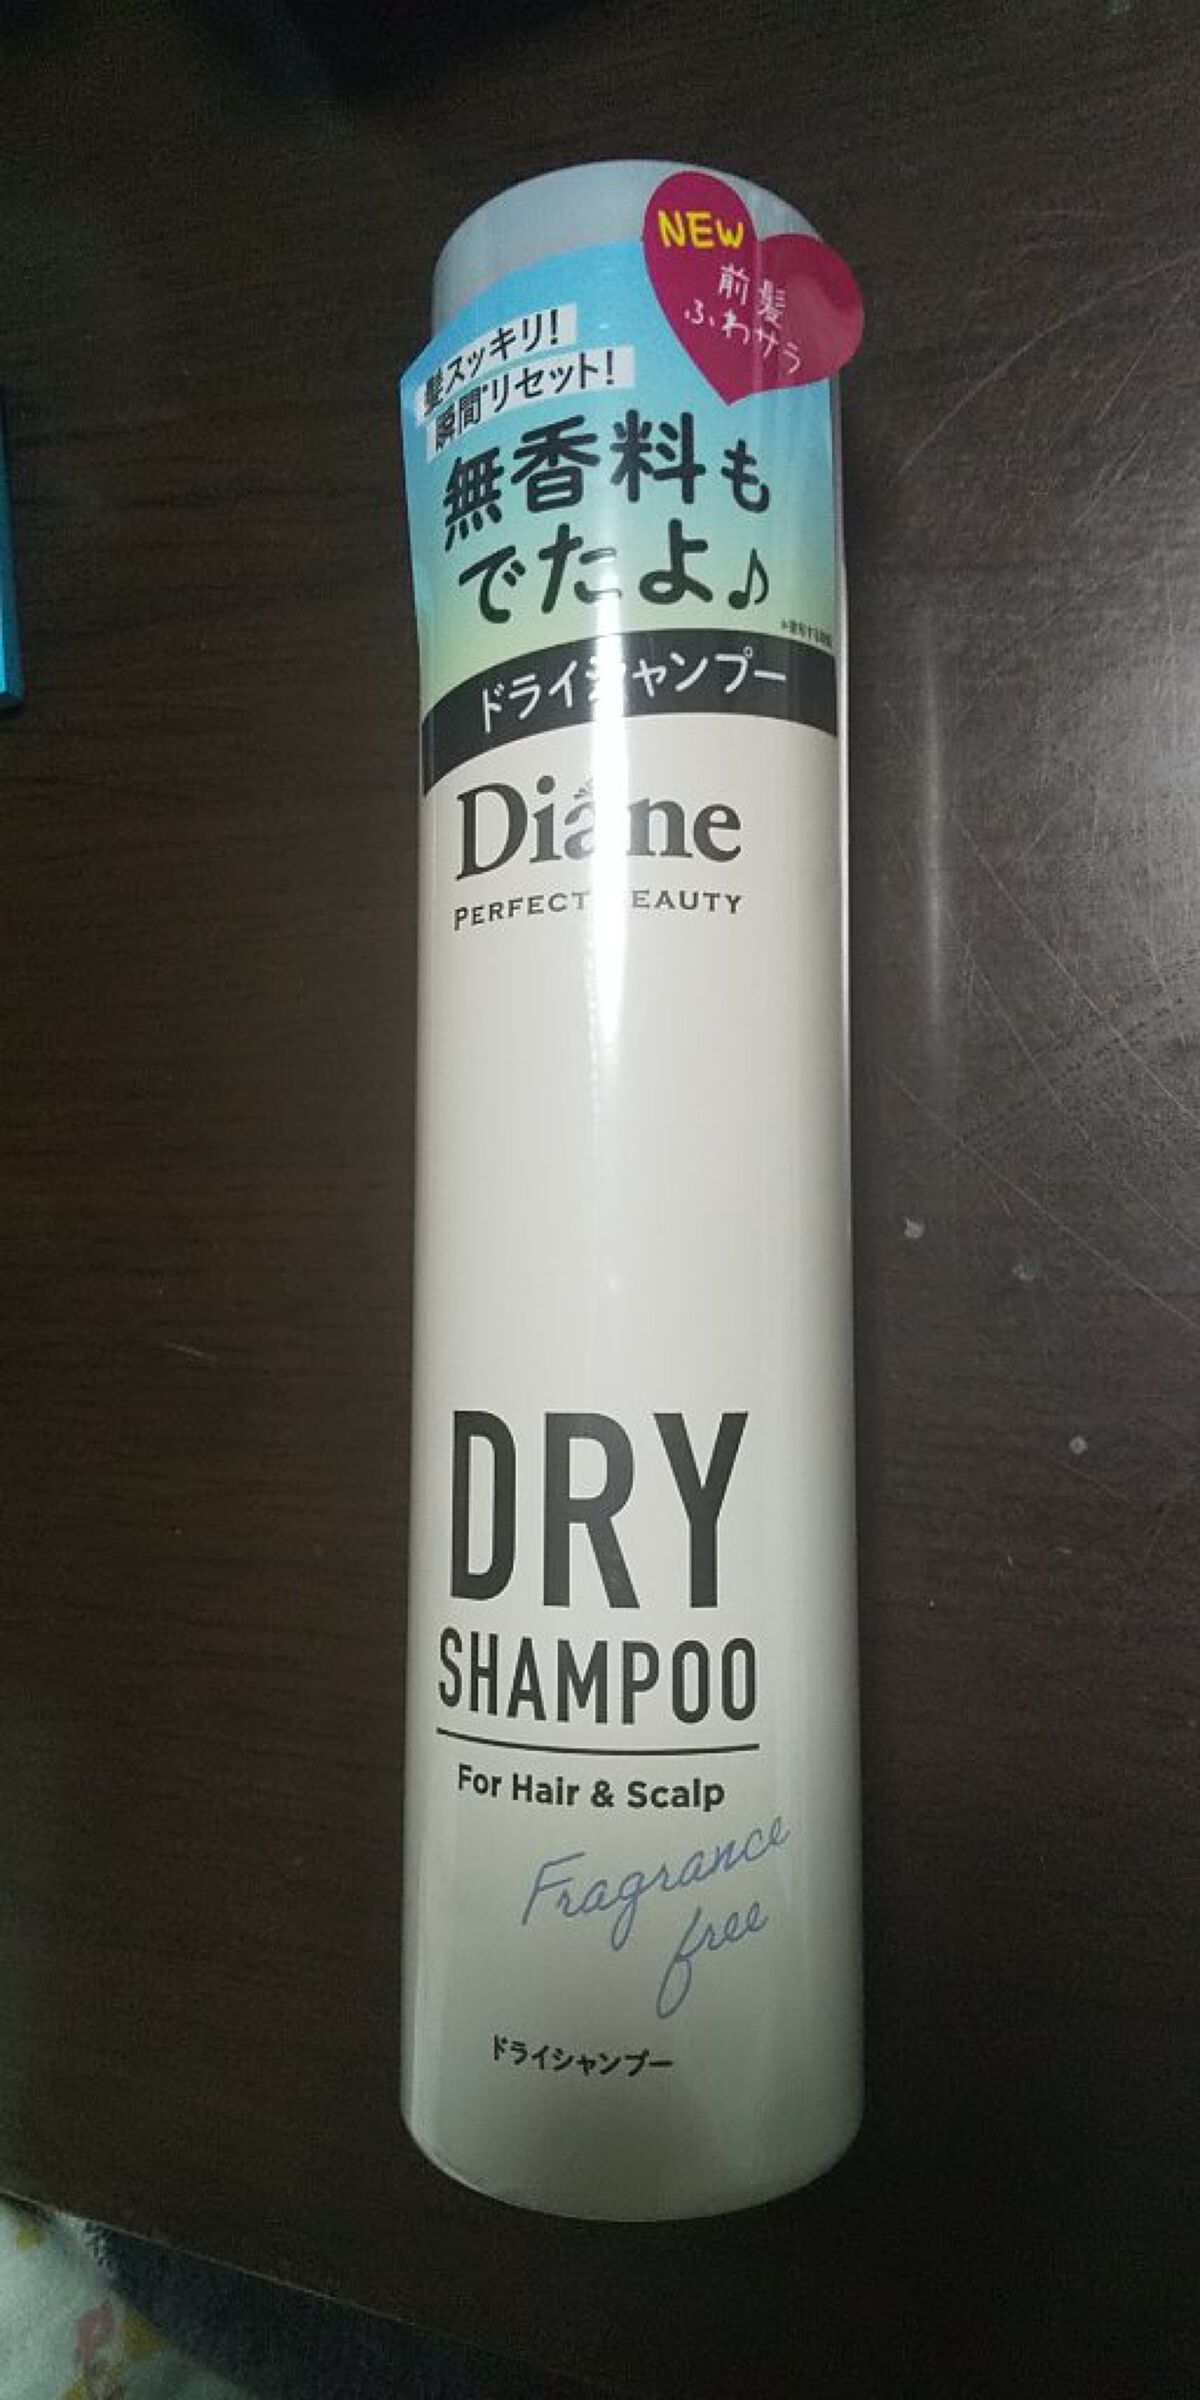 NEW
前髪
ふわサラ
髪スッキリ!
瞬間*リセット!
無香料も
でたよ♪
ドライシャンプー
Diane
PERFECT BEAUTY
DRY
SHAMPOO
For Hair & Scalp
Fragrance
free
ドライシャンプー